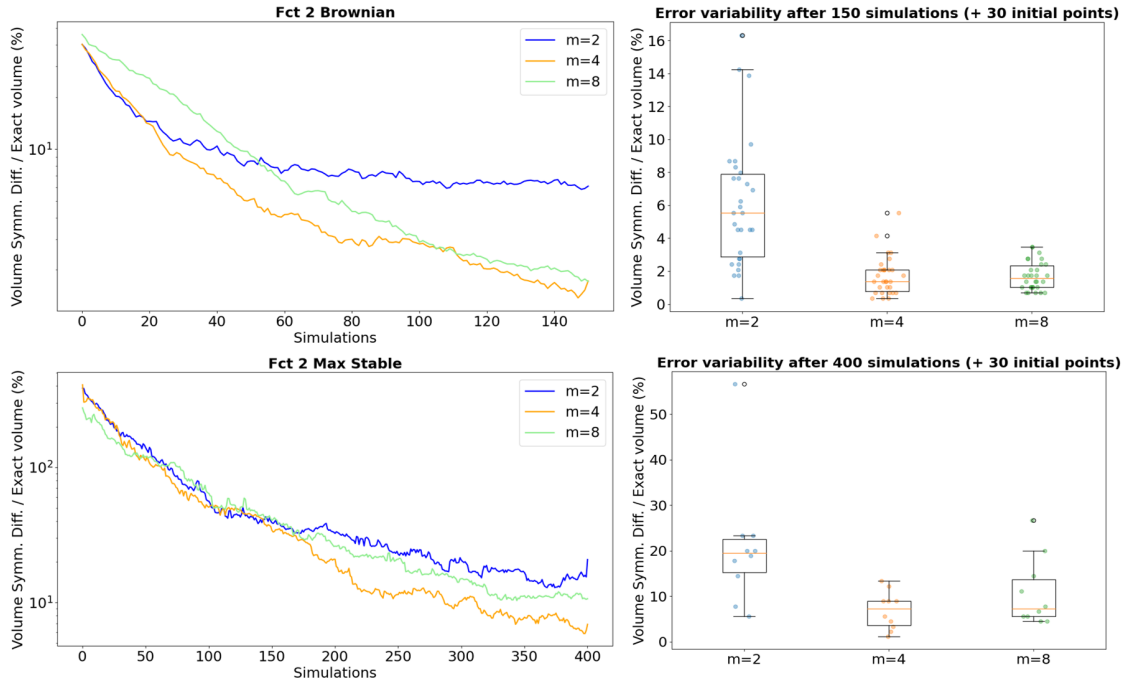 Fct 2 Brownian
Volume Symm. Diff. / Exact volume (%)
10¹
m=2
m=4
m=8
0 20 40 60 80 100 120 140
Simulations
Error variability after 150 simulations (+ 30 initial points)
Volume Symm. Diff. / Exact volume (%)
16
14
12
10
8
6
4
2
0
m=2 m=4 m=8
Fct 2 Max Stable
Volume Symm. Diff. / Exact volume (%)
10²
10¹
m=2
m=4
m=8
0 50 100 150 200 250 300 350 400
Simulations
Error variability after 400 simulations (+ 30 initial points)
Volume Symm. Diff. / Exact volume (%)
50
40
30
20
10
0
m=2 m=4 m=8